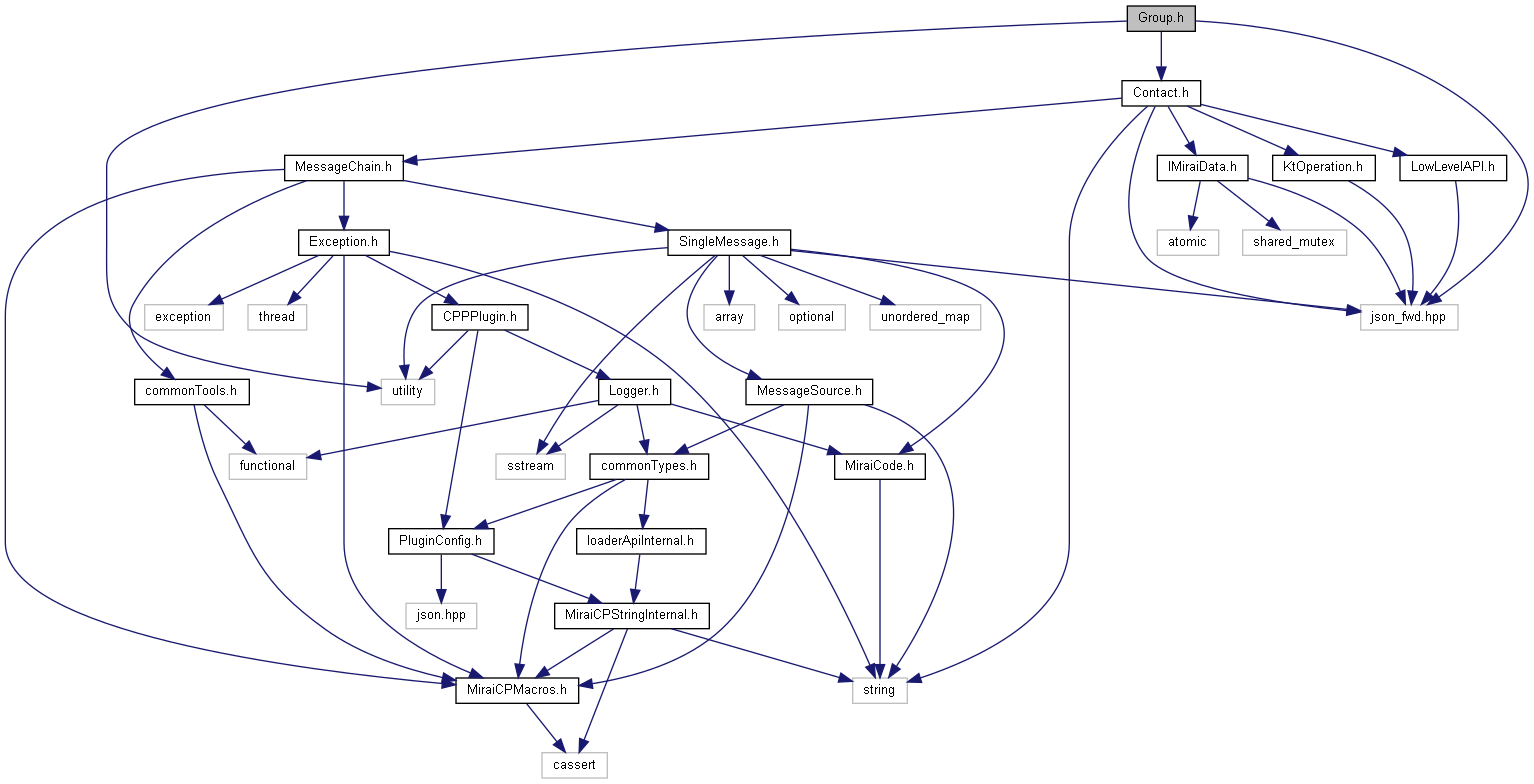 Group.h
Contact.h
MessageChain.h
IMiraiData.h
KtOperation.h
LowLevelAPI.h
Exception.h
SingleMessage.h
atomic
shared_mutex
exception
thread
CPPPlugin.h
array
optional
unordered_map
json_fwd.hpp
commonTools.h
utility
Logger.h
MessageSource.h
functional
sstream
commonTypes.h
MiraiCode.h
PluginConfig.h
loaderApiInternal.h
json.hpp
MiraiCPStringInternal.h
MiraiCPMacros.h
string
cassert